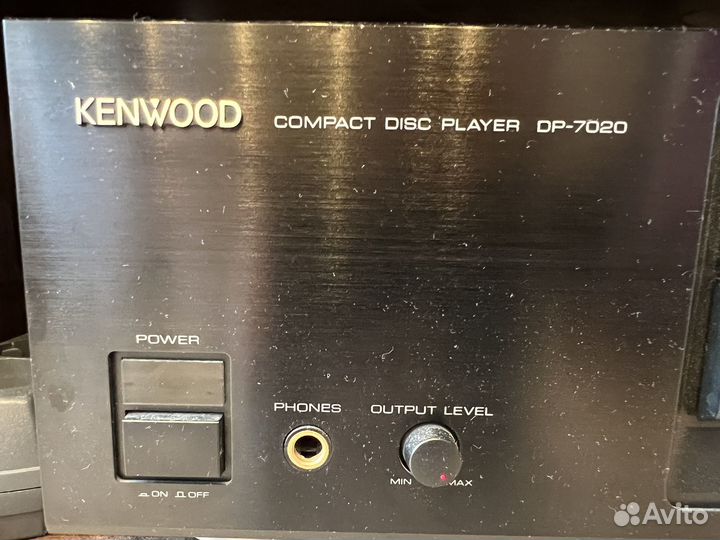 KENWOOD COMPACT DISC PLAYER DP-7020
POWER
PHONES OUTPUT LEVEL
MIN MAX
ON OFF
Avito